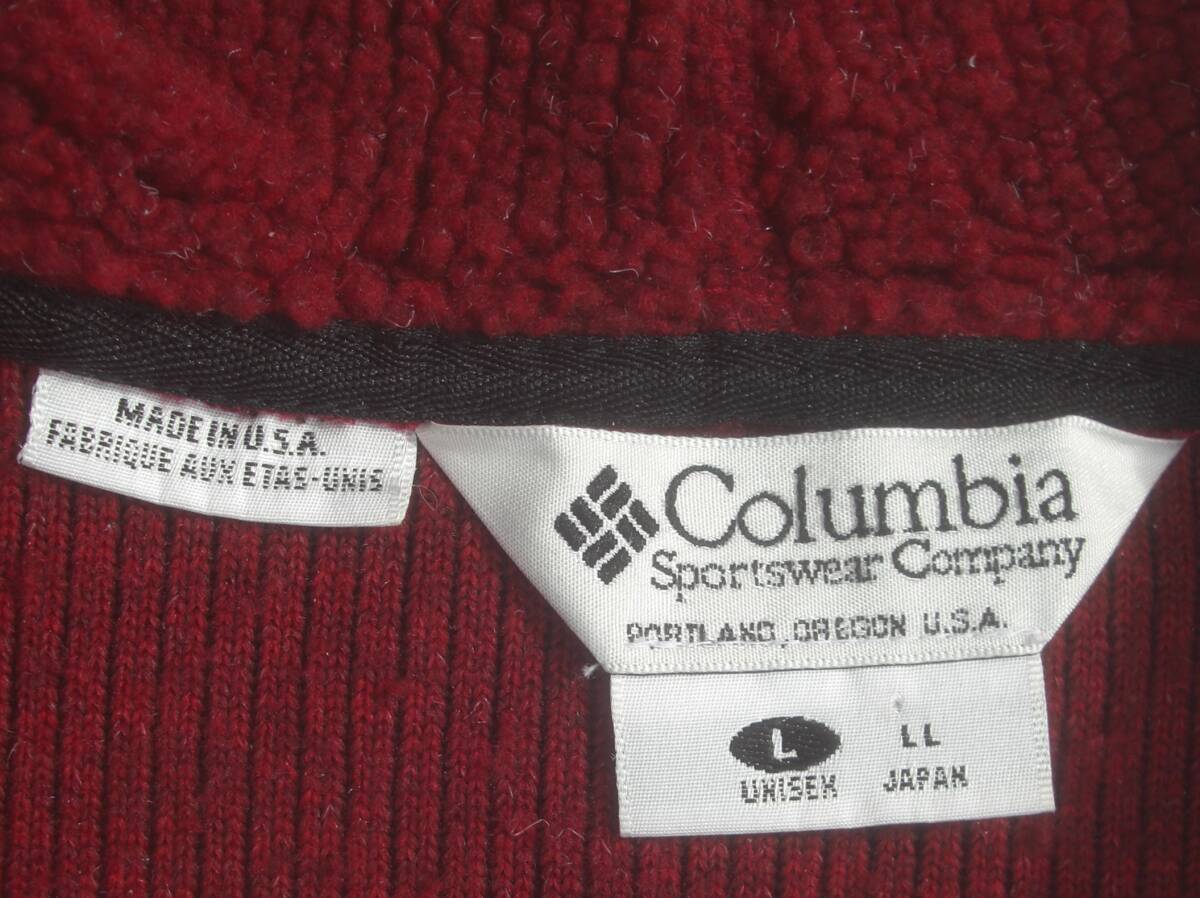 MADE IN U.S.A.
FABRIQUE AUX ETAS-UNIS
Columbia
Sportswear Company
PORTLAND, OREGON U.S.A.
L LL
UNISEX JAPAN